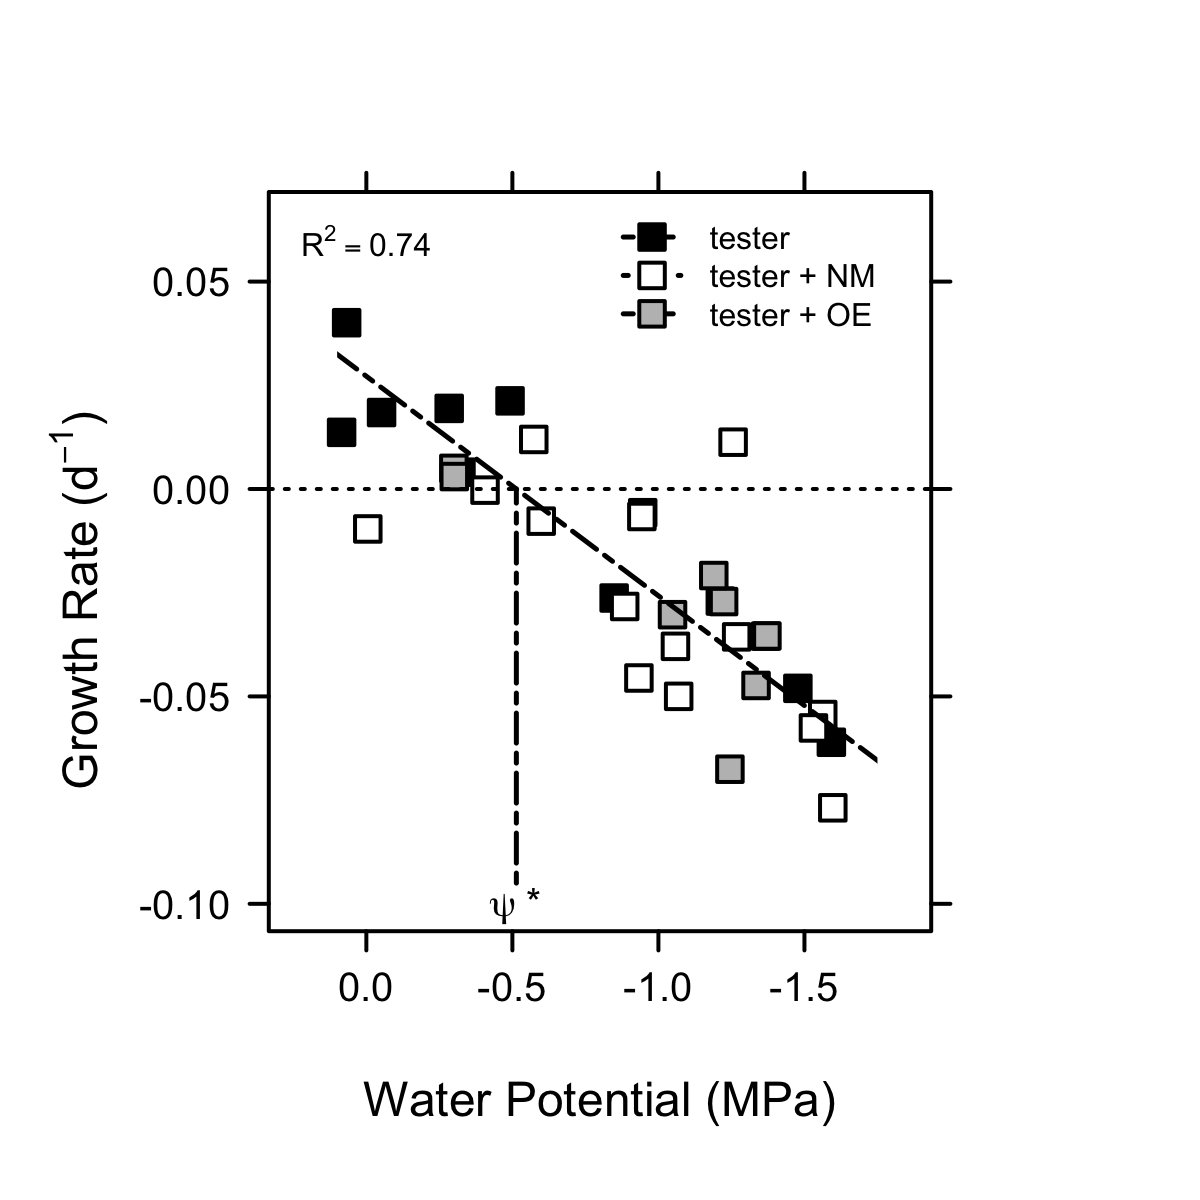 R² = 0.74
tester
tester + NM
tester + OE
0.05
0.00
-0.05
-0.10
Growth Rate (d⁻¹)
ψ *
0.0 -0.5 -1.0 -1.5
Water Potential (MPa)